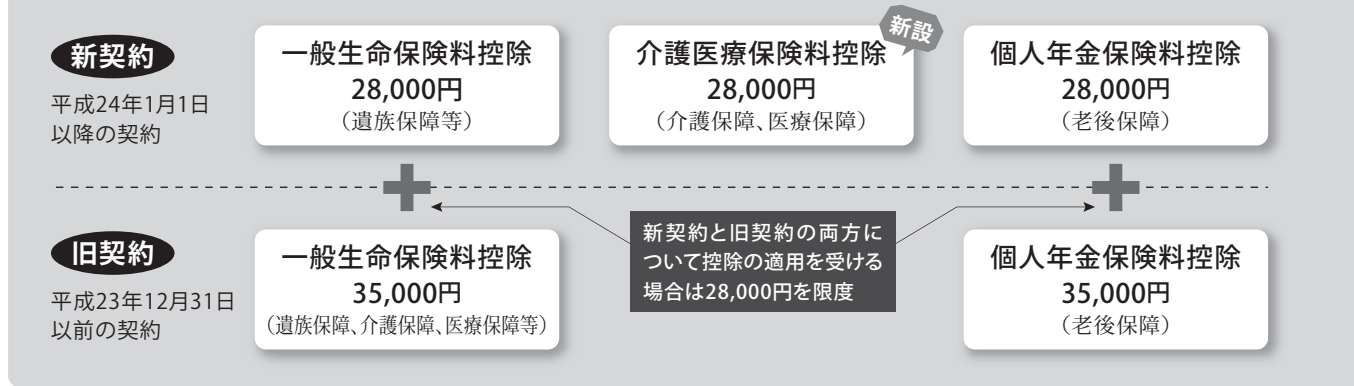 新契約
平成24年1月1日
以降の契約
一般生命保険料控除
28,000円
（遺族保障等）
介護医療保険料控除
28,000円
（介護保障、医療保障）
新設
個人年金保険料控除
28,000円
（老後保障）
新契約と旧契約の両方に
ついて控除の適用を受ける
場合は28,000円を限度
旧契約
平成23年12月31日
以前の契約
一般生命保険料控除
35,000円
（遺族保障、介護保障、医療保障等）
個人年金保険料控除
35,000円
（老後保障）